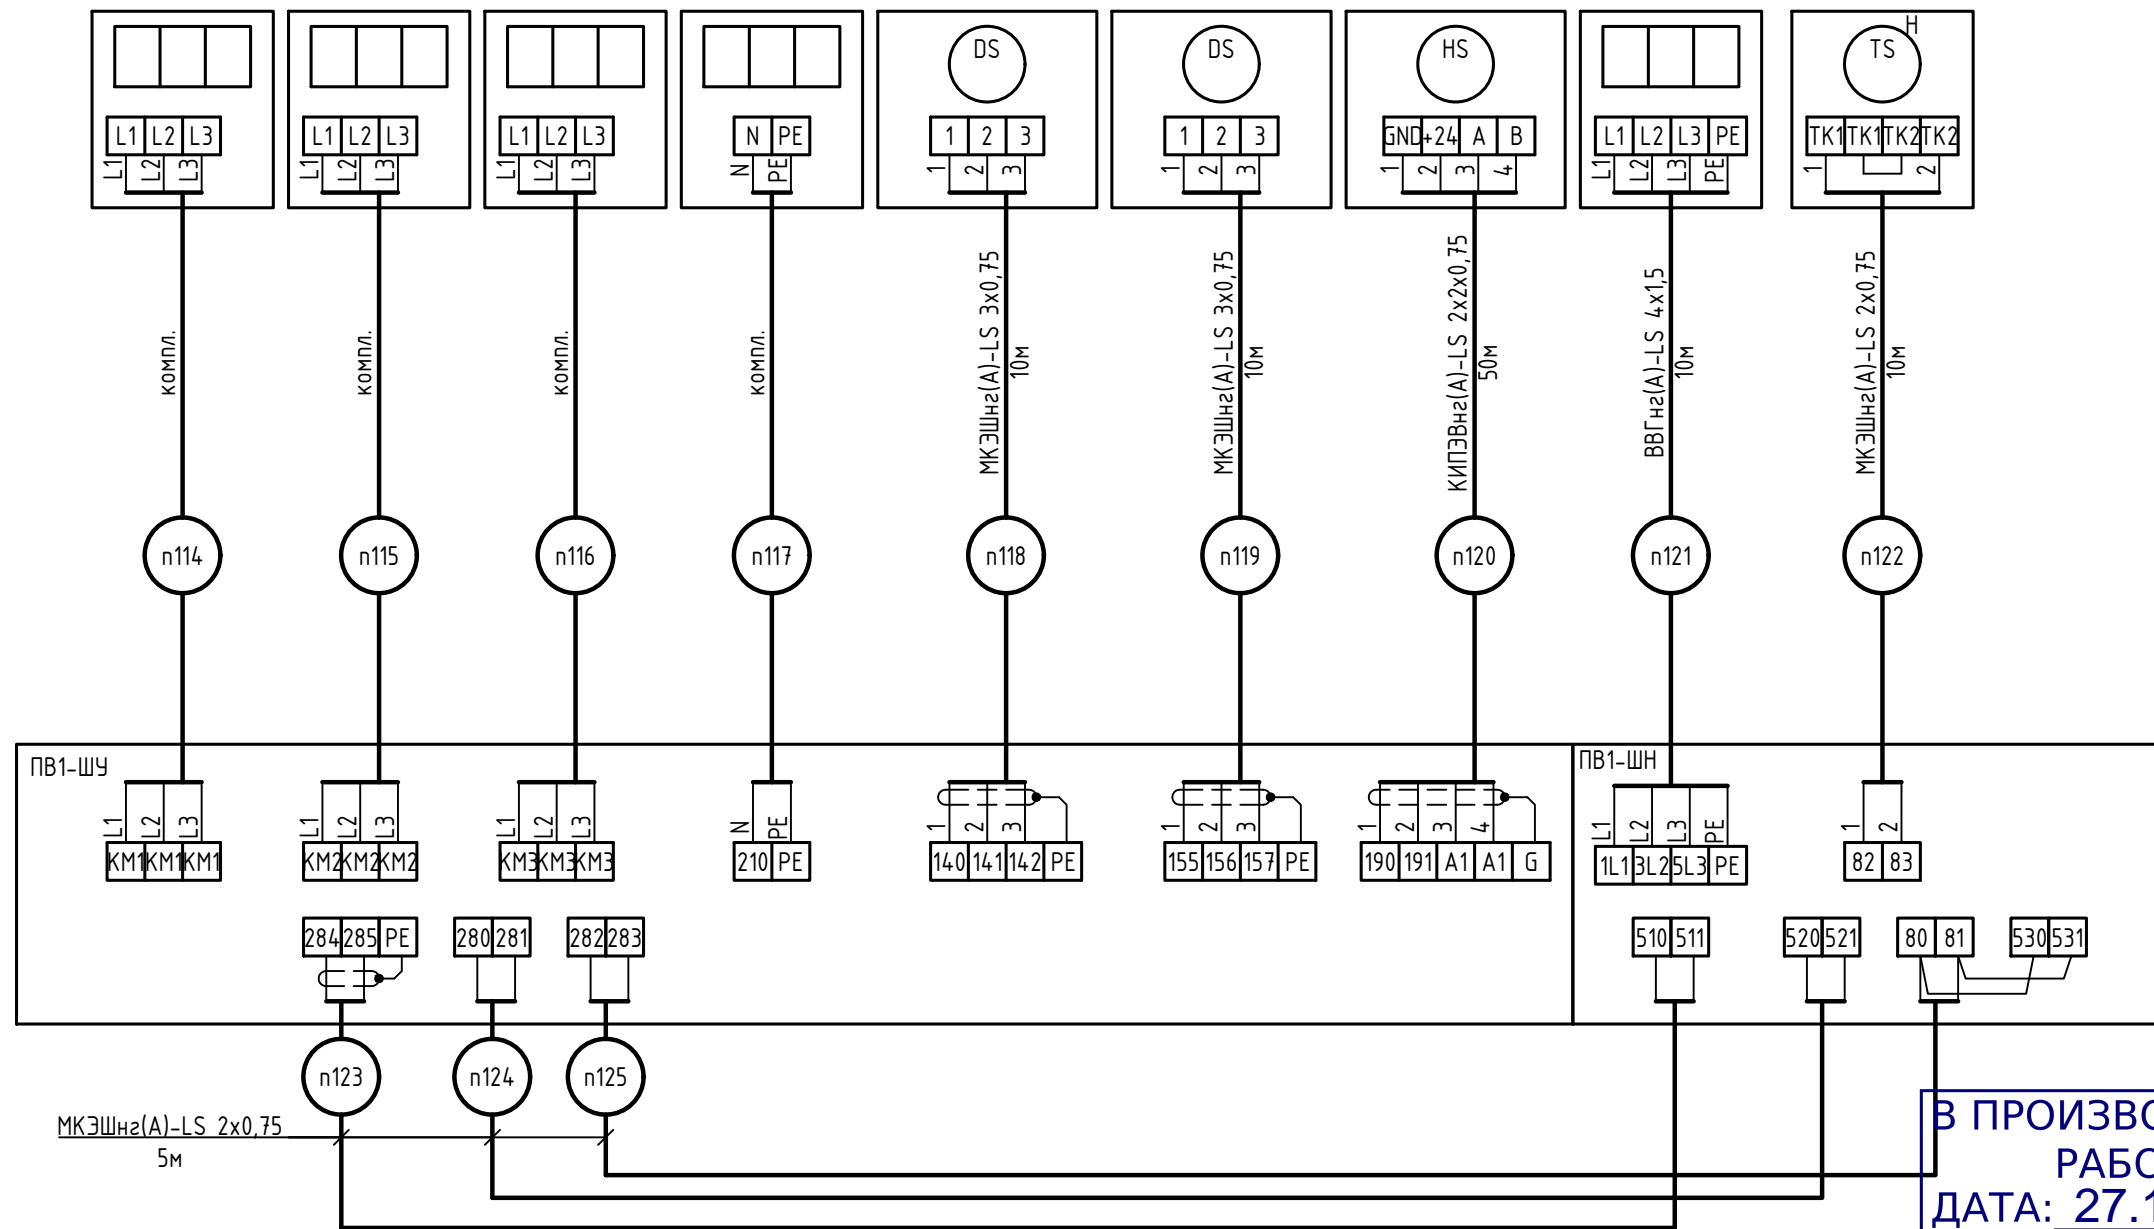 DS DS HS TS H
L1 L2 L3 L1 L2 L3 L1 L2 L3 N PE 1 2 3 1 2 3 GND +24 A B L1 L2 L3 PE TK1 TK1 TK2 TK2
L1 L2 L3 L1 L2 L3 L1 L2 L3 N PE 1 2 3 1 2 3 1 2 3 4 L1 L2 L3 PE 1 2
компл.
компл.
компл.
компл.
МКЭШнг(А)-LS 3х0,75
10м
МКЭШнг(А)-LS 3х0,75
10м
КИПЭВнг(А)-LS 2х2х0,75
50м
ВВГнг(А)-LS 4х1,5
10м
МКЭШнг(А)-LS 2х0,75
10м
п114 п115 п116 п117 п118 п119 п120 п121 п122
ПВ1-ШУ ПВ1-ШН
L1 L2 L3 L1 L2 L3 L1 L2 L3 N PE 1 2 3 1 2 3 1 2 3 4 L1 L2 L3 PE 1 2
KM1 KM1 KM1 KM2 KM2 KM2 KM3 KM3 KM3 210 PE 140 141 142 PE 155 156 157 PE 190 191 A1 A1 G 1L1 3L2 5L3 PE 82 83
284 285 PE 280 281 282 283 510 511 520 521 80 81 530 531
п123 п124 п125
МКЭШнг(А)-LS 2х0,75
5м
В ПРОИЗВО
РАБО
ДАТА: 27.1